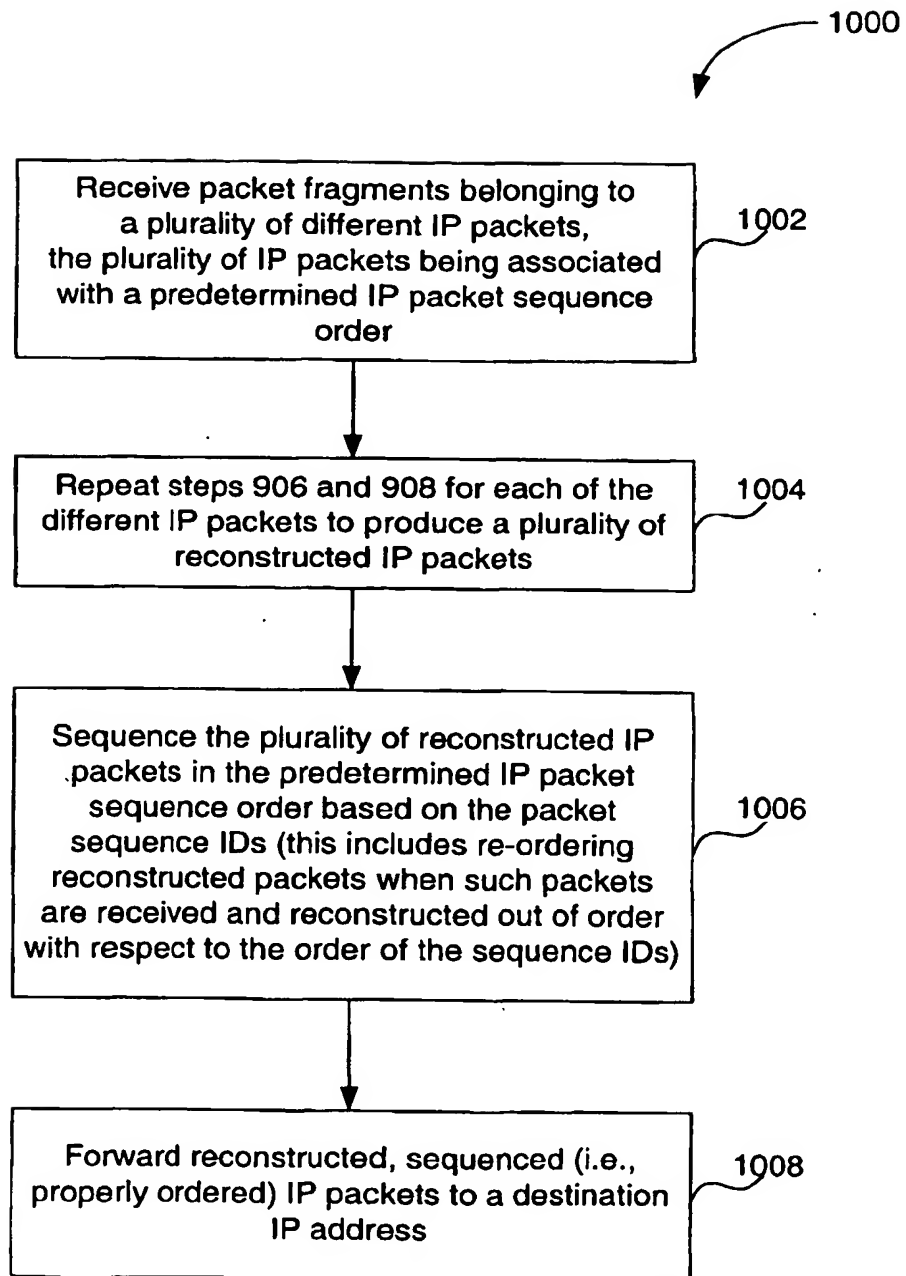 1000
Receive packet fragments belonging to
a plurality of different IP packets,
the plurality of IP packets being associated
with a predetermined IP packet sequence
order
1002
Repeat steps 906 and 908 for each of the
different IP packets to produce a plurality of
reconstructed IP packets
1004
Sequence the plurality of reconstructed IP
packets in the predetermined IP packet
sequence order based on the packet
sequence IDs (this includes re-ordering
reconstructed packets when such packets
are received and reconstructed out of order
with respect to the order of the sequence IDs)
1006
Forward reconstructed, sequenced (i.e.,
properly ordered) IP packets to a destination
IP address
1008